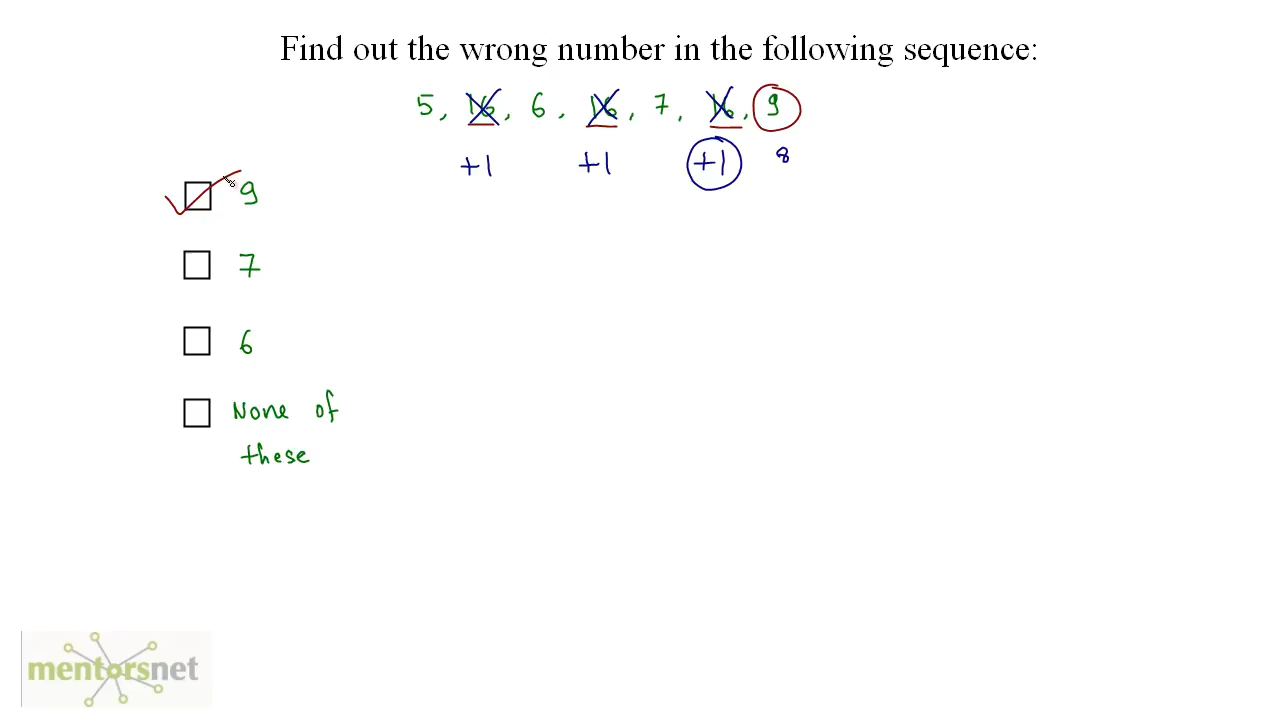 Find out the wrong number in the following sequence:
5, 16, 6, 16, 7, 16, 9
+1 +1 +1 8
9
7
6
None of
these
mentorsnet